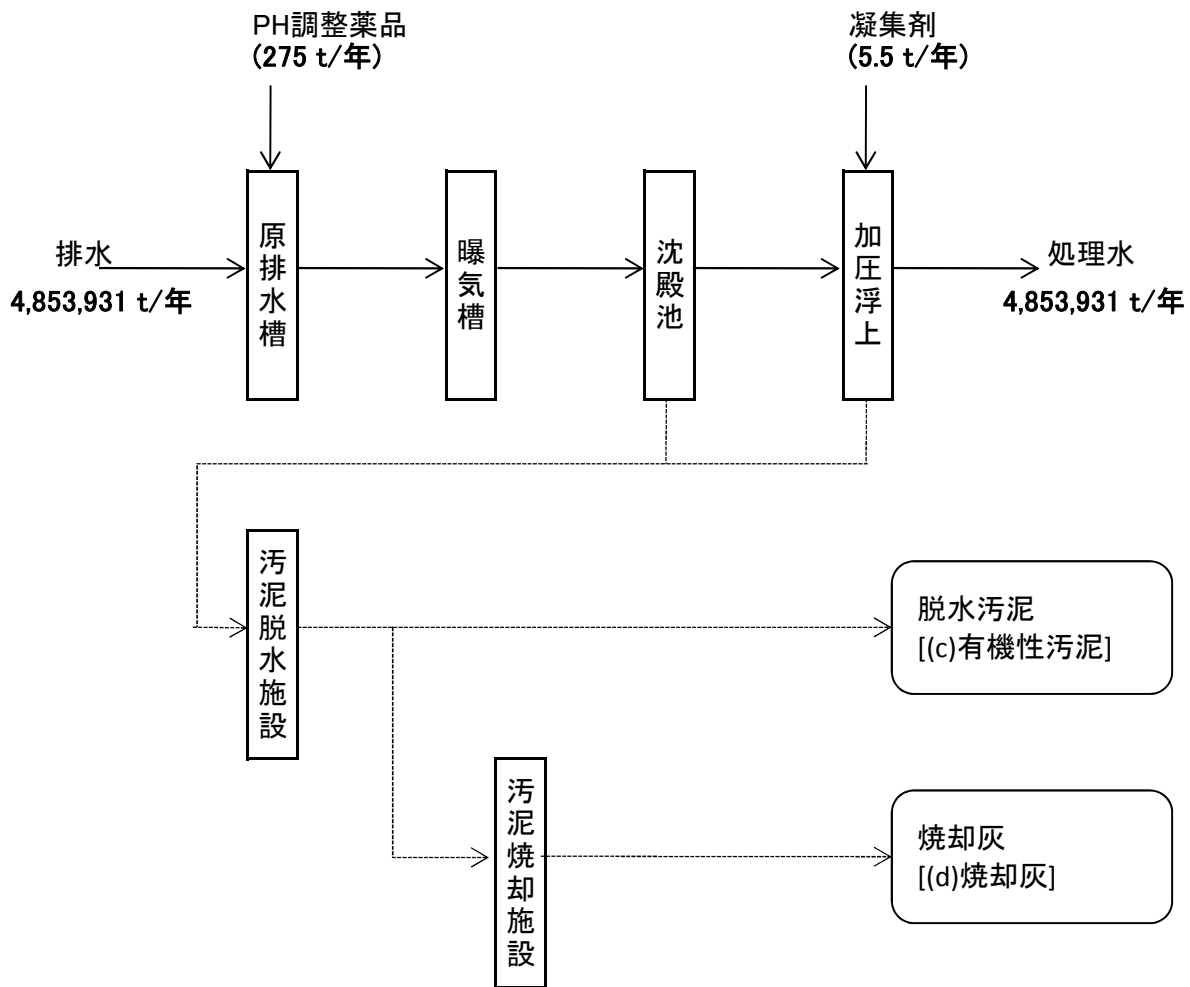 PH調整薬品
(275 t/年)
凝集剤
(5.5 t/年)
排水
4,853,931 t/年
原排水槽
曝気槽
沈殿池
加圧浮上
処理水
4,853,931 t/年
汚泥脱水施設
脱水汚泥
[(c)有機性汚泥]
汚泥焼却施設
焼却灰
[(d)焼却灰]